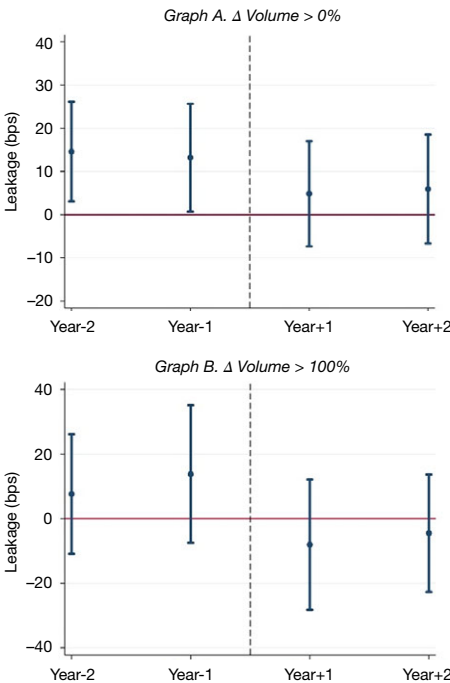 Graph A. Δ Volume > 0%
Leakage (bps)
40
30
20
10
0
−10
−20
Year-2 Year-1 Year+1 Year+2
Graph B. Δ Volume > 100%
Leakage (bps)
40
20
0
−20
−40
Year-2 Year-1 Year+1 Year+2